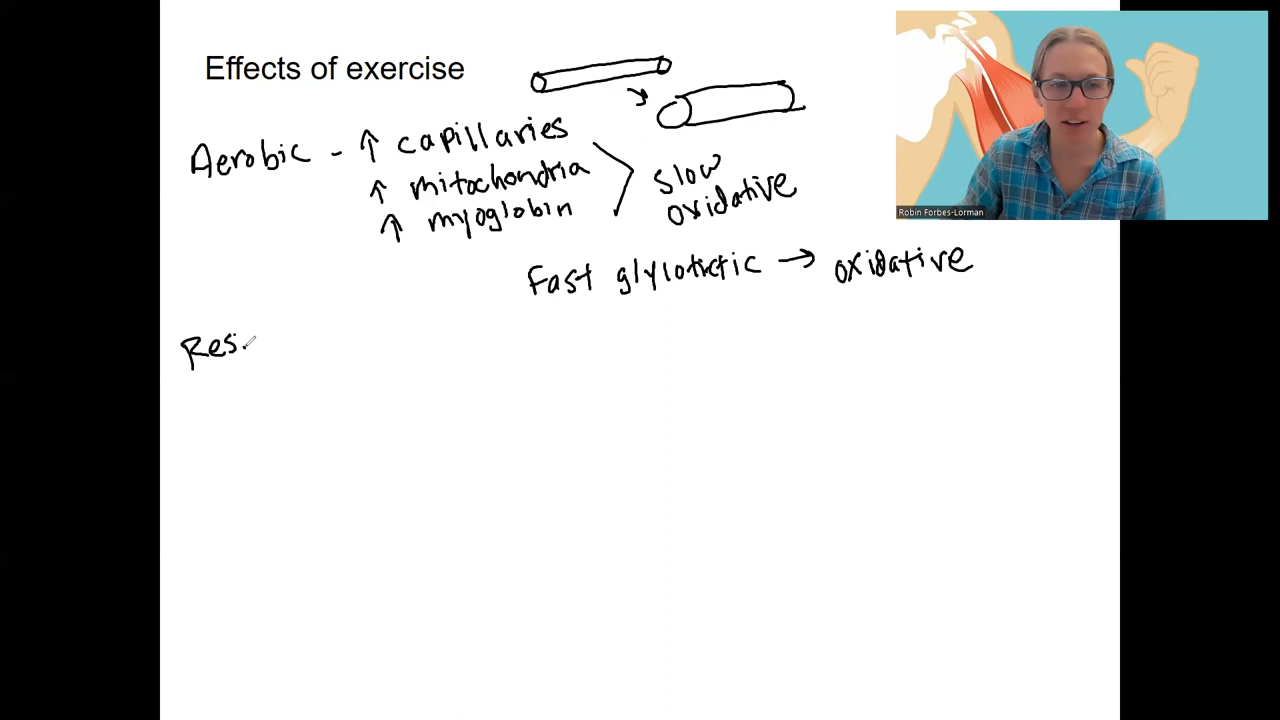 Effects of exercise
Aerobic - ↑ capillaries
↑ mitochondria
↑ myoglobin
slow
oxidative
Fast glylotictic → oxidative
Res.
Robin Forbes-Lorman